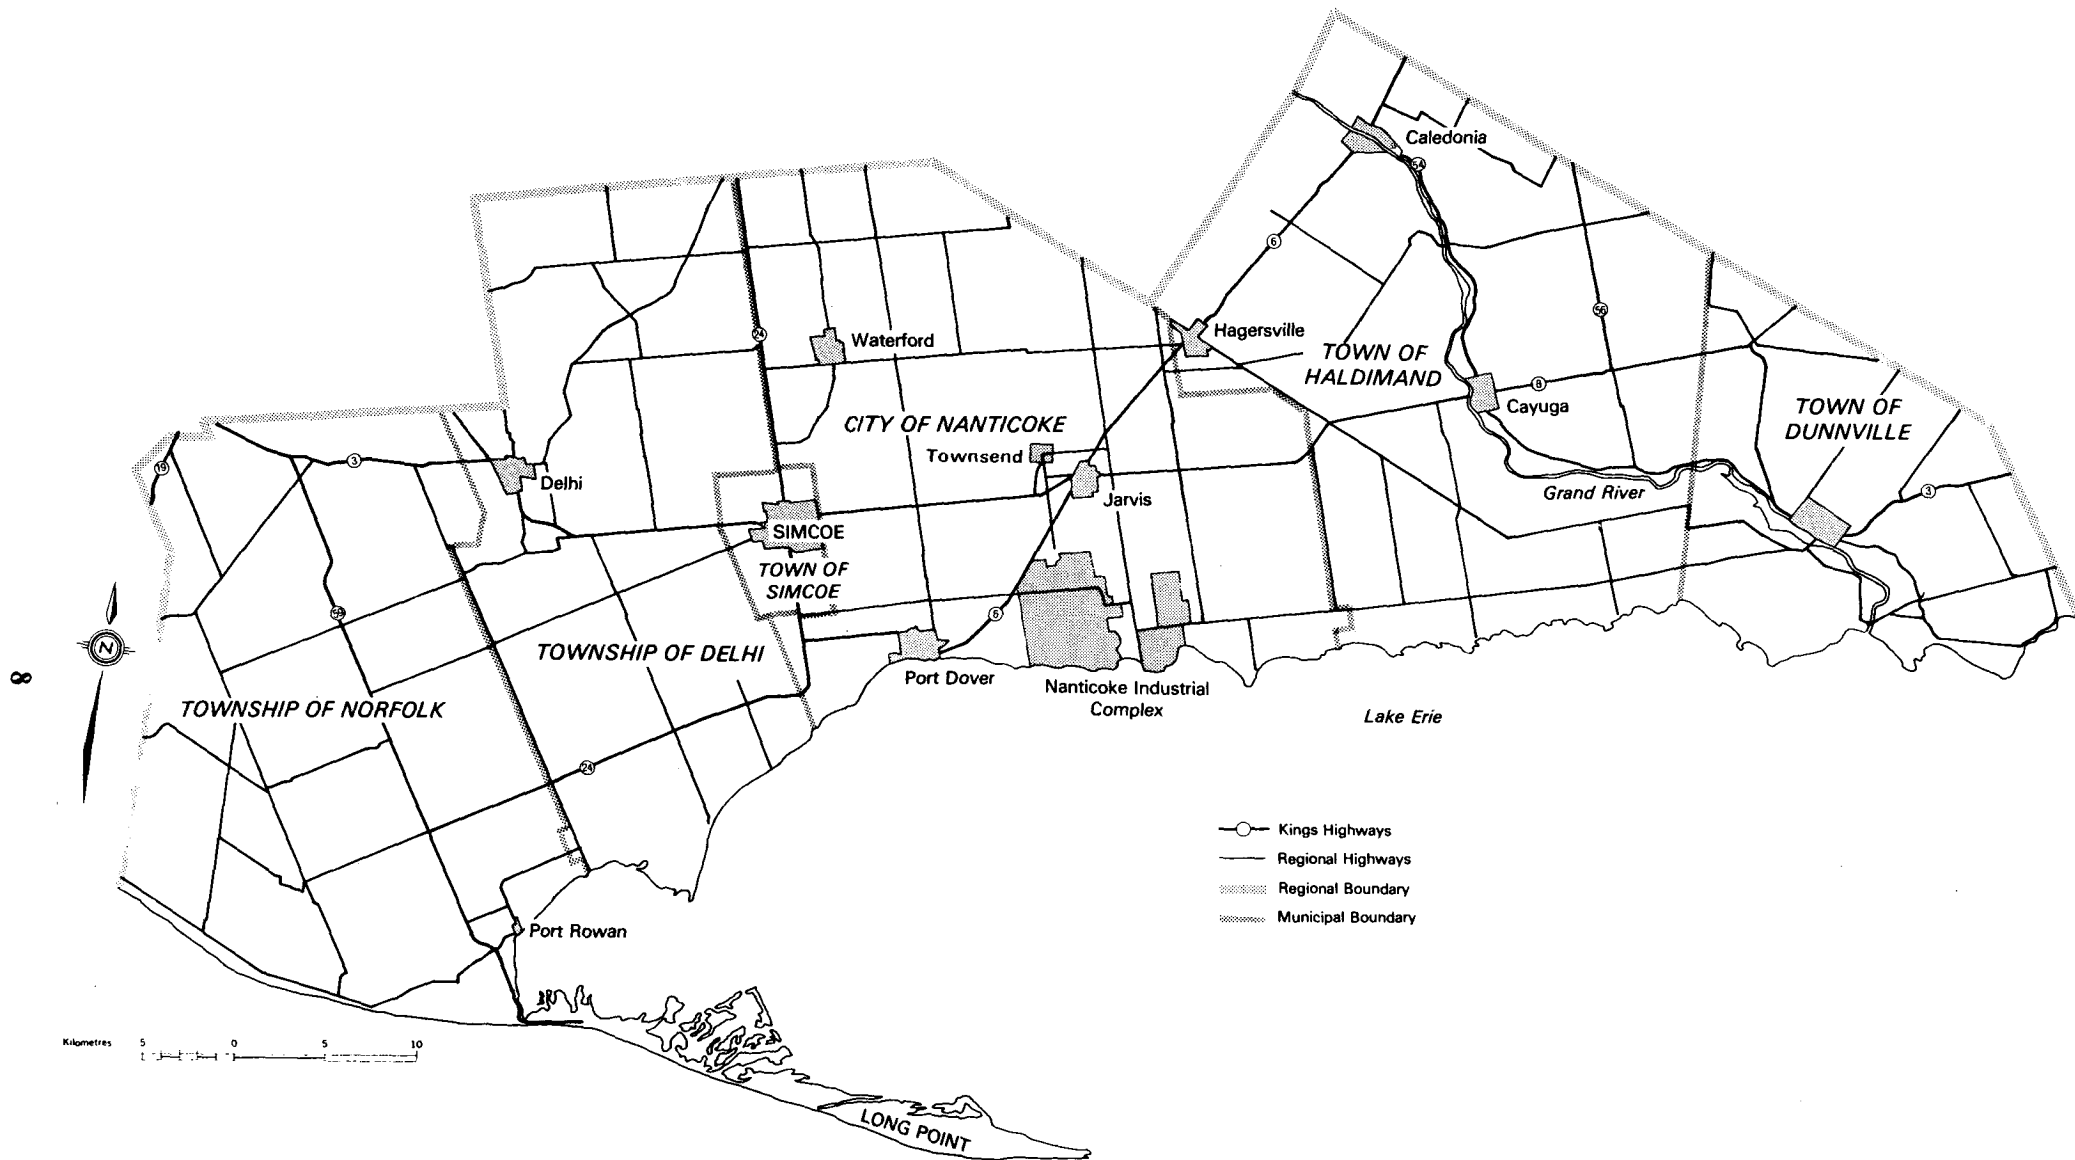 Caledonia
54
6
24
56
Waterford
Hagersville
TOWN OF
HALDIMAND
8
Cayuga
TOWN OF
DUNNVILLE
CITY OF NANTICOKE
Townsend
19
3
Delhi
Jarvis
Grand River
3
SIMCOE
TOWN OF
SIMCOE
59
6
N
TOWNSHIP OF DELHI
Port Dover
Nanticoke Industrial
Complex
8
TOWNSHIP OF NORFOLK
Lake Erie
24
Kings Highways
Regional Highways
Regional Boundary
Municipal Boundary
Port Rowan
Kilometres 5 0 5 10
LONG POINT